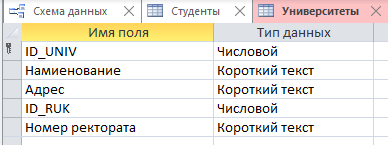 Схема данных Студенты Университеты
Имя поля Тип данных
ID_UNIV Числовой
Намиенование Короткий текст
Адрес Короткий текст
ID_RUK Числовой
Номер ректората Короткий текст